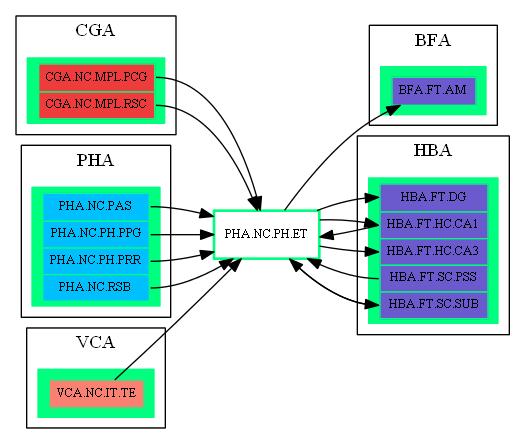 CGA
CGA.NC.MPL.PCG
CGA.NC.MPL.RSC
PHA
PHA.NC.PAS
PHA.NC.PH.PPG
PHA.NC.PH.PRR
PHA.NC.RSB
VCA
VCA.NC.IT.TE
PHA.NC.PH.ET
BFA
BFA.FT.AM
HBA
HBA.FT.DG
HBA.FT.HC.CA1
HBA.FT.HC.CA3
HBA.FT.SC.PSS
HBA.FT.SC.SUB